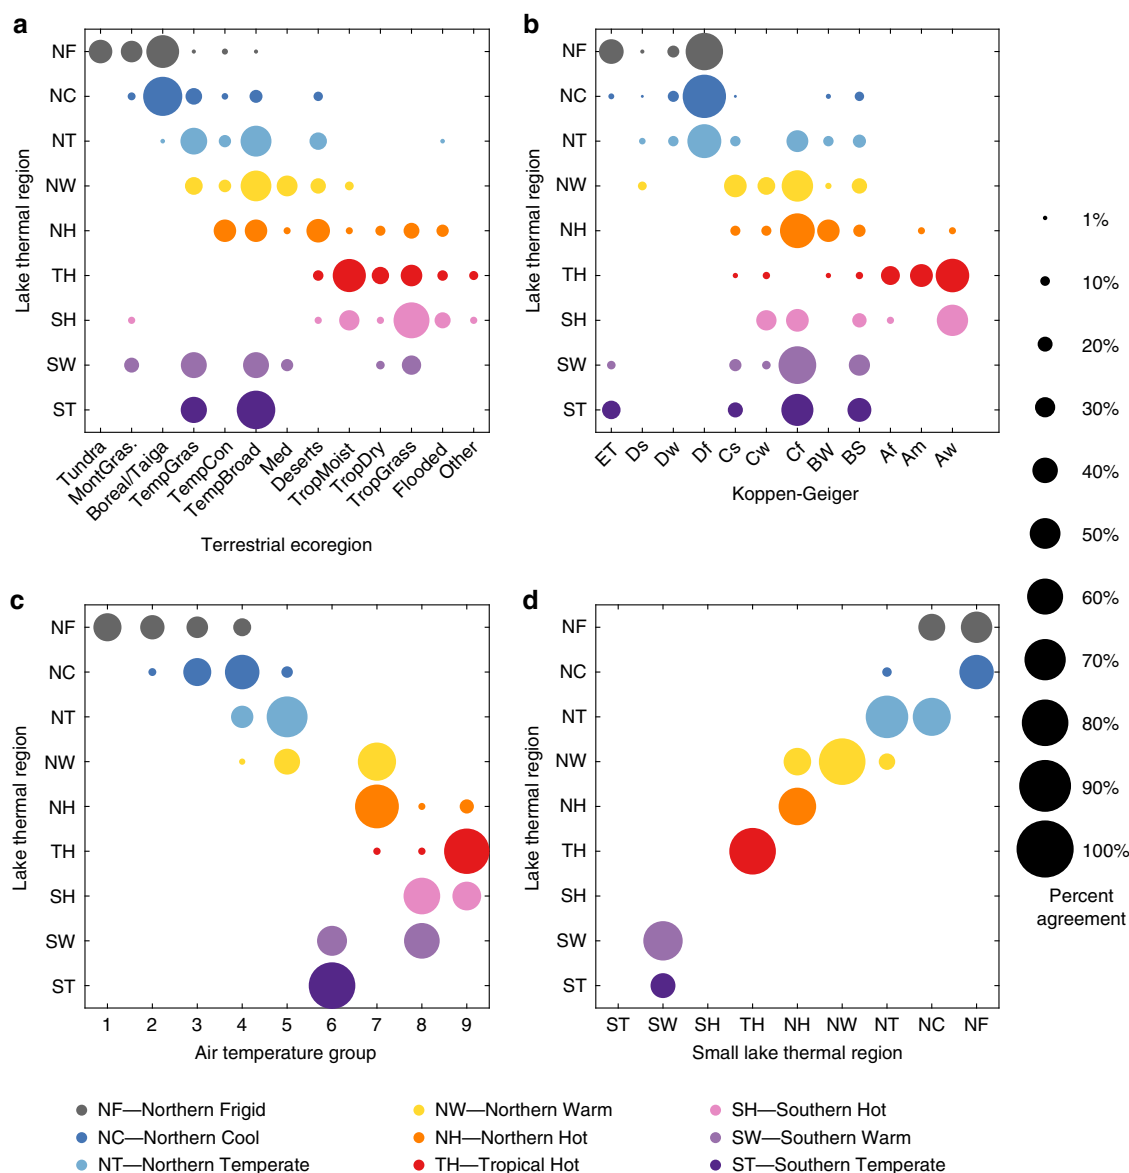 a
NF
NC
NT
NW
NH
TH
SH
SW
ST
Lake thermal region
Tundra
MontGras.
Boreal/Taiga
TempGras
TempCon
TempBroad
Med
Deserts
TropMoist
TropDry
TropGrass
Flooded
Other
Terrestrial ecoregion
b
NF
NC
NT
NW
NH
TH
SH
SW
ST
Lake thermal region
ET
Ds
Dw
Df
Cs
Cw
Cf
BW
BS
Af
Am
Aw
Koppen-Geiger
1%
10%
20%
30%
40%
50%
60%
70%
80%
90%
100%
Percent
agreement
c
NF
NC
NT
NW
NH
TH
SH
SW
ST
Lake thermal region
1 2 3 4 5 6 7 8 9
Air temperature group
d
NF
NC
NT
NW
NH
TH
SH
SW
ST
Lake thermal region
ST SW SH TH NH NW NT NC NF
Small lake thermal region
NF—Northern Frigid
NC—Northern Cool
NT—Northern Temperate
NW—Northern Warm
NH—Northern Hot
TH—Tropical Hot
SH—Southern Hot
SW—Southern Warm
ST—Southern Temperate